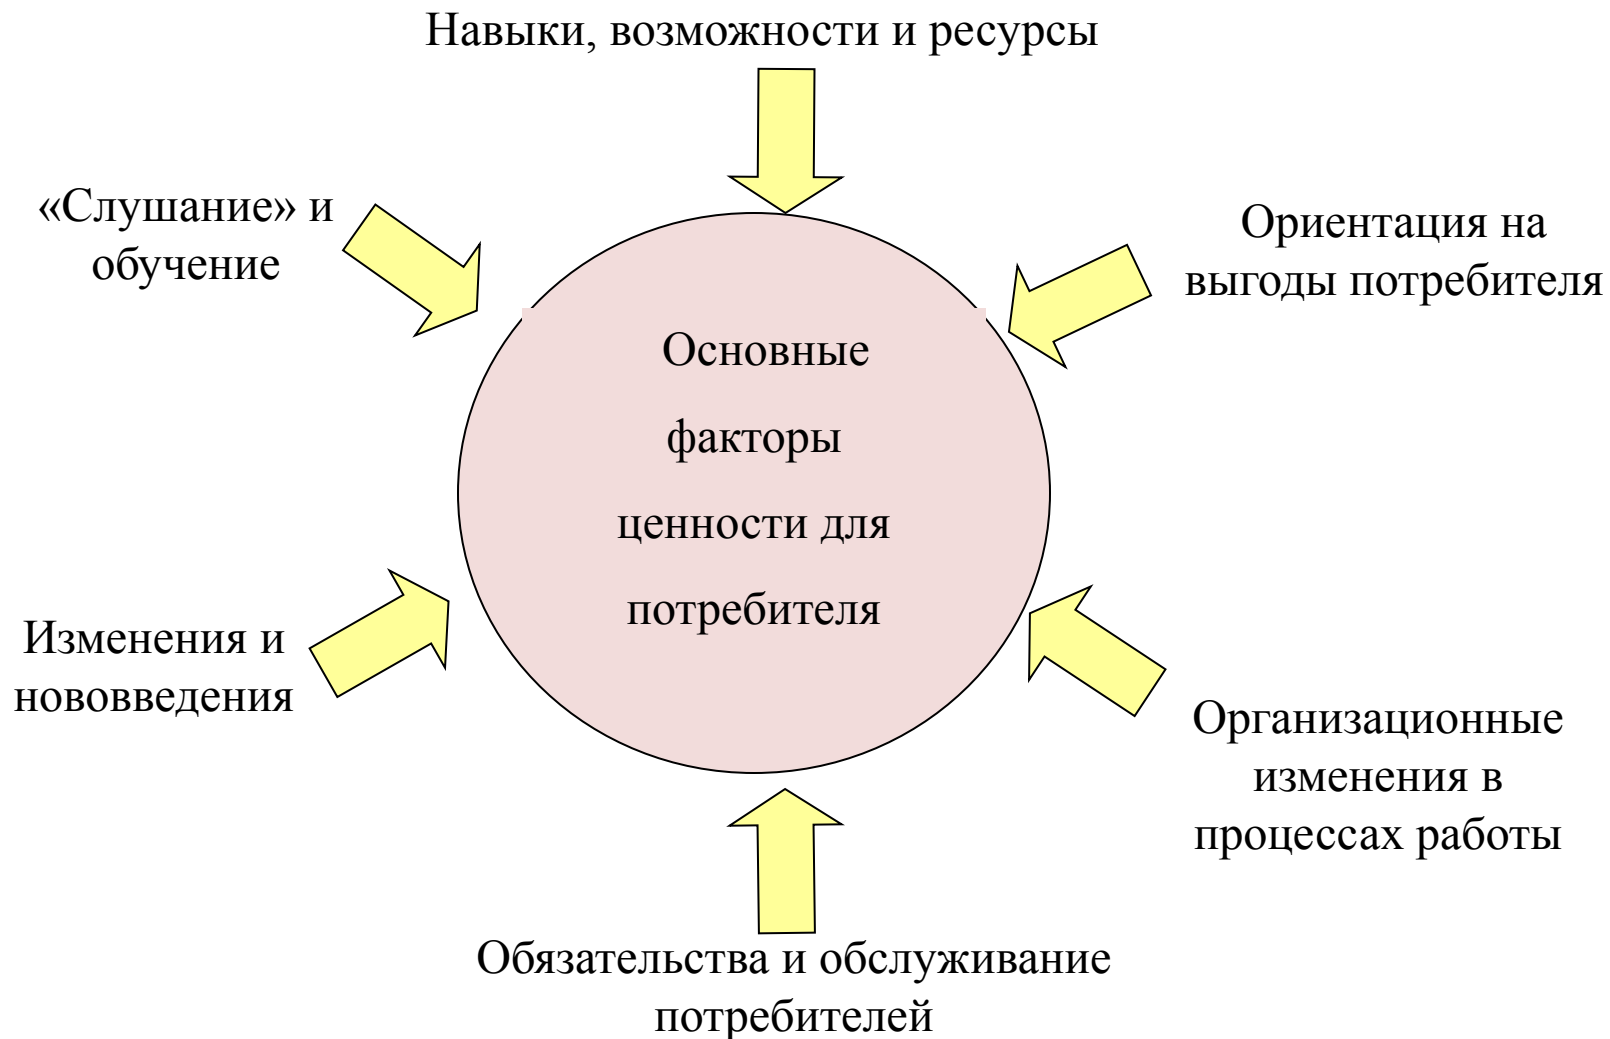 Навыки, возможности и ресурсы
«Слушание» и
обучение
Ориентация на
выгоды потребителя
Основные
факторы
ценности для
потребителя
Изменения и
нововведения
Организационные
изменения в
процессах работы
Обязательства и обслуживание
потребителей